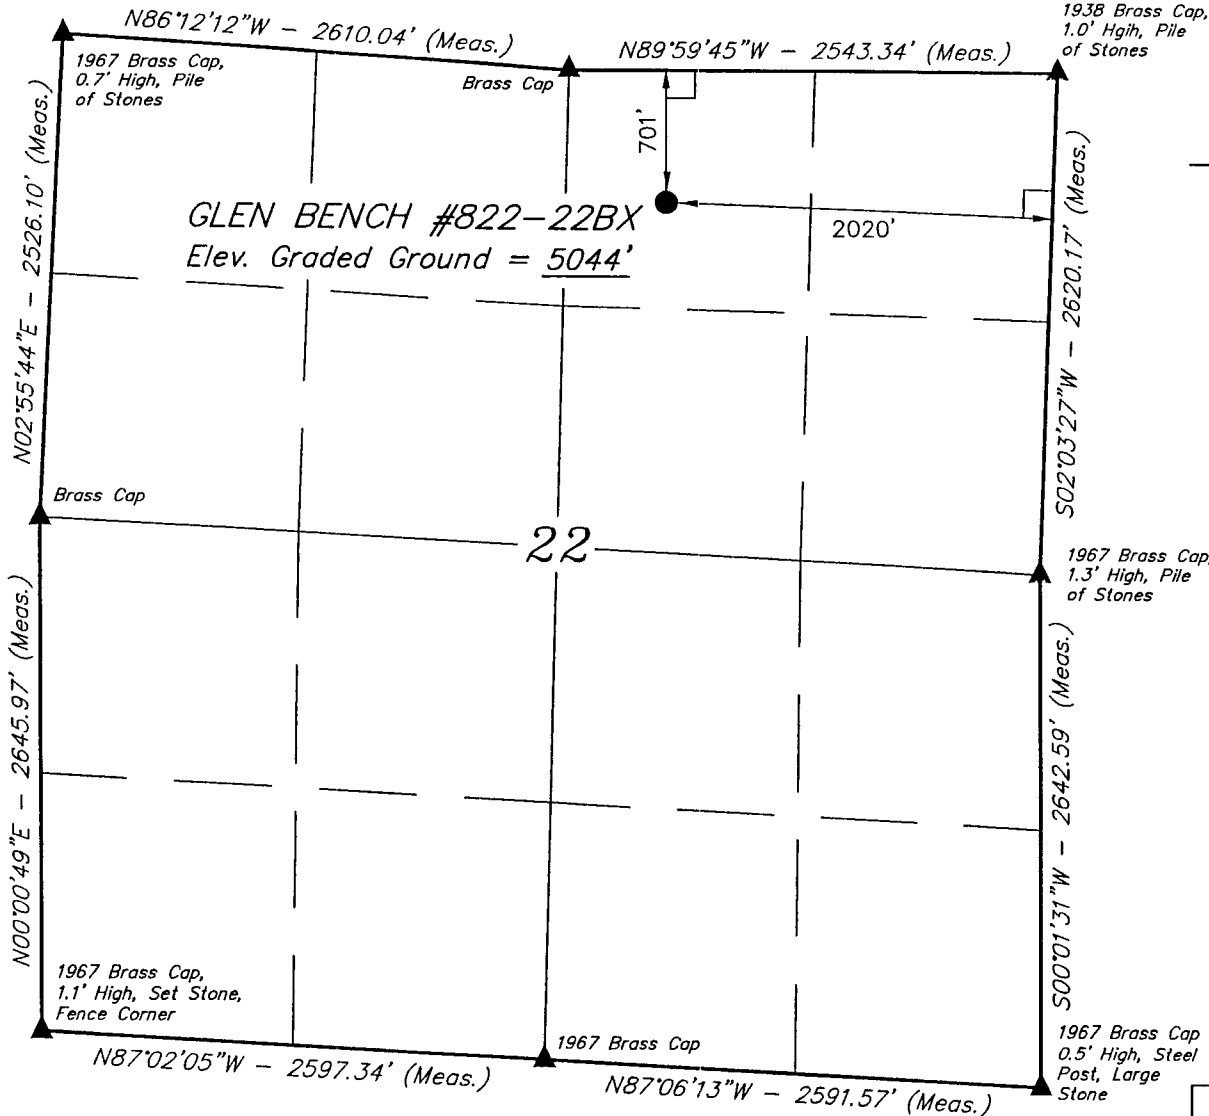 N86°12'12"W - 2610.04' (Meas.)
N89°59'45"W - 2543.34' (Meas.)
1938 Brass Cap,
1.0' Hgih, Pile
of Stones
1967 Brass Cap,
0.7' High, Pile
of Stones
Brass Cap
701'
2020'
GLEN BENCH #822-22BX
Elev. Graded Ground = 5044'
N02°55'44"E - 2526.10' (Meas.)
S02°03'27"W - 2620.17' (Meas.)
Brass Cap
22
1967 Brass Cap,
1.3' High, Pile
of Stones
N00°00'49"E - 2645.97' (Meas.)
S00°01'31"W - 2642.59' (Meas.)
1967 Brass Cap,
1.1' High, Set Stone,
Fence Corner
1967 Brass Cap
1967 Brass Cap
0.5' High, Steel
Post, Large
Stone
N87°02'05"W - 2597.34' (Meas.)
N87°06'13"W - 2591.57' (Meas.)